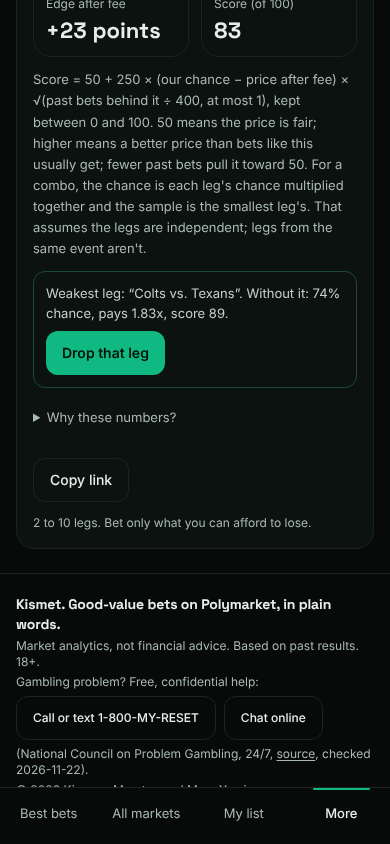 Edge after fee
Score (of 100)
+23 points
83
Score = 50 + 250 × (our chance − price after fee) ×
√(past bets behind it ÷ 400, at most 1), kept
between 0 and 100. 50 means the price is fair;
higher means a better price than bets like this
usually get; fewer past bets pull it toward 50. For a
combo, the chance is each leg's chance multiplied
together and the sample is the smallest leg's. That
assumes the legs are independent; legs from the
same event aren't.
Weakest leg: “Colts vs. Texans”. Without it: 74%
chance, pays 1.83x, score 89.
Drop that leg
▶ Why these numbers?
Copy link
2 to 10 legs. Bet only what you can afford to lose.
Kismet. Good-value bets on Polymarket, in plain
words.
Market analytics, not financial advice. Based on past results.
18+.
Gambling problem? Free, confidential help:
Call or text 1-800-MY-RESET
Chat online
(National Council on Problem Gambling, 24/7, source, checked
2026-11-22).
Best bets
All markets
My list
More